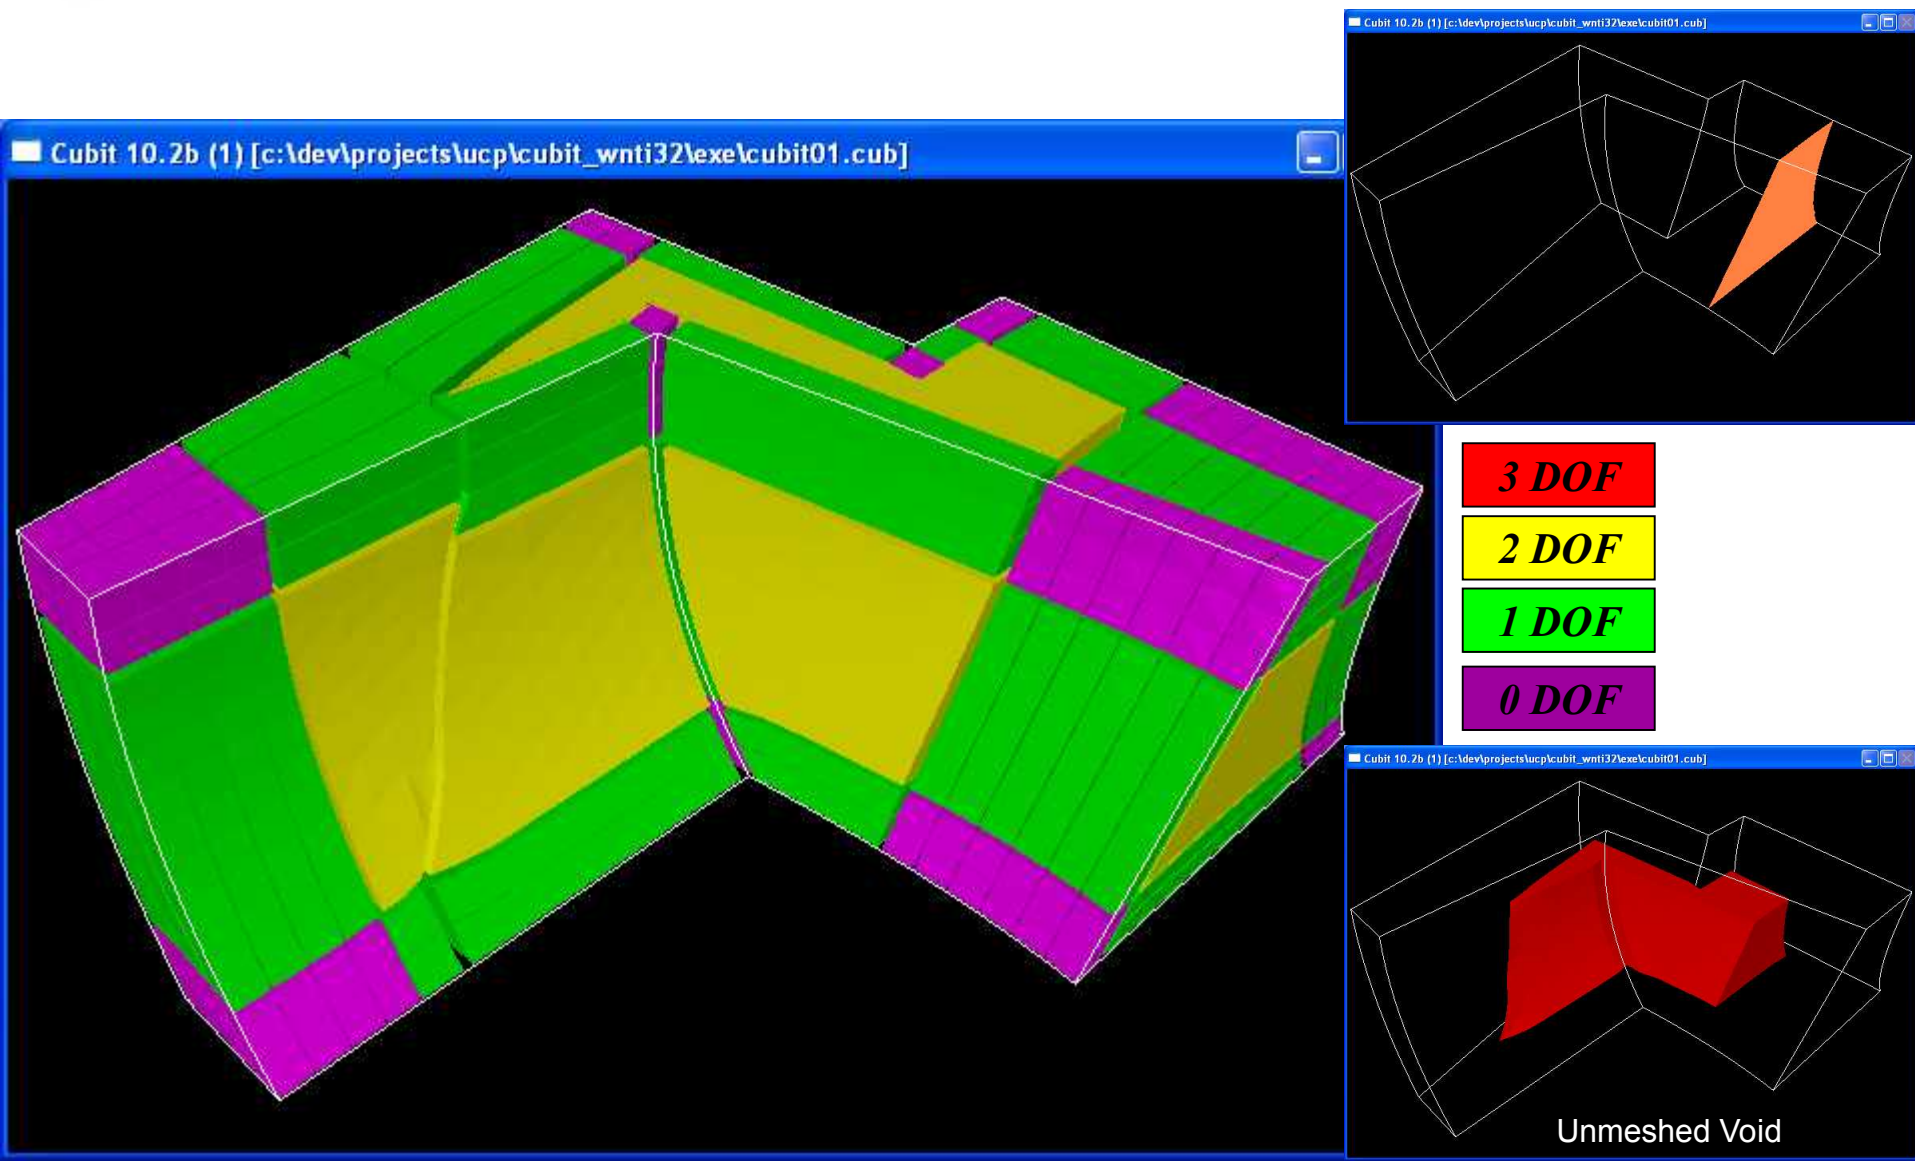 Cubit 10.2b (1) [c:\dev\projects\ucp\cubit_wnti32\exe\cubit01.cub]
Cubit 10.2b (1) [c:\dev\projects\ucp\cubit_wnti32\exe\cubit01.cub]
3 DOF
2 DOF
1 DOF
0 DOF
Cubit 10.2b (1) [c:\dev\projects\ucp\cubit_wnti32\exe\cubit01.cub]
Unmeshed Void